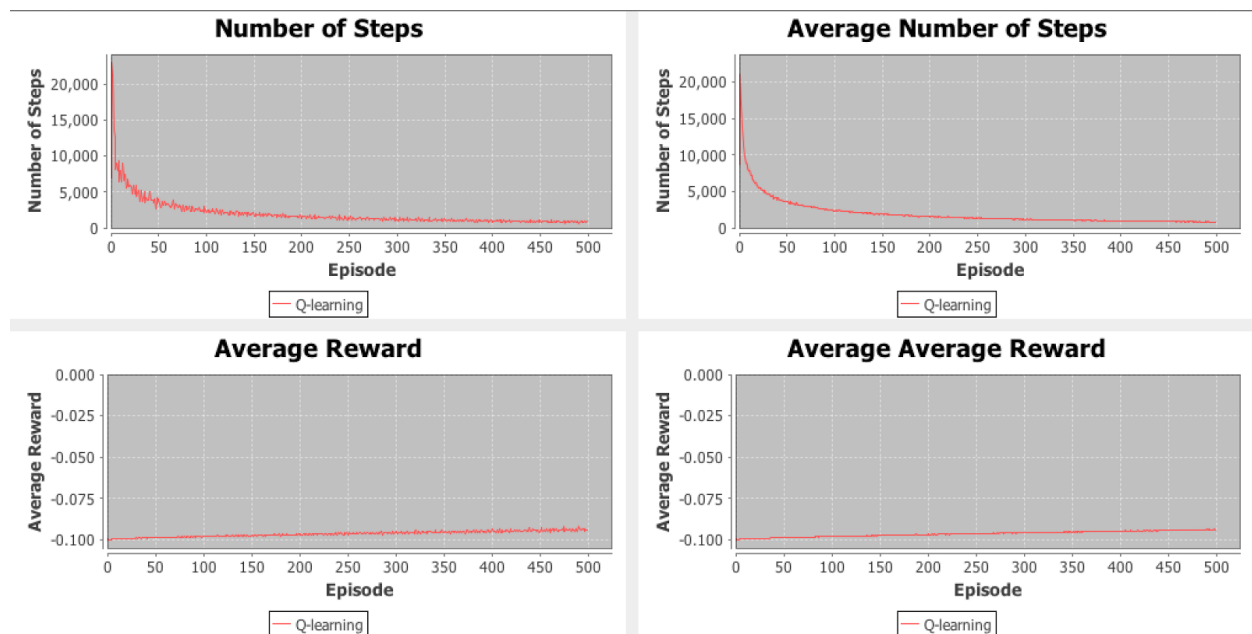 Number of Steps
Number of Steps
20,000
15,000
10,000
5,000
0
0 50 100 150 200 250 300 350 400 450 500
Episode
Q-learning
Average Number of Steps
Number of Steps
20,000
15,000
10,000
5,000
0
0 50 100 150 200 250 300 350 400 450 500
Episode
Q-learning
Average Reward
Average Reward
0.000
-0.025
-0.050
-0.075
-0.100
0 50 100 150 200 250 300 350 400 450 500
Episode
Q-learning
Average Average Reward
Average Reward
0.000
-0.025
-0.050
-0.075
-0.100
0 50 100 150 200 250 300 350 400 450 500
Episode
Q-learning